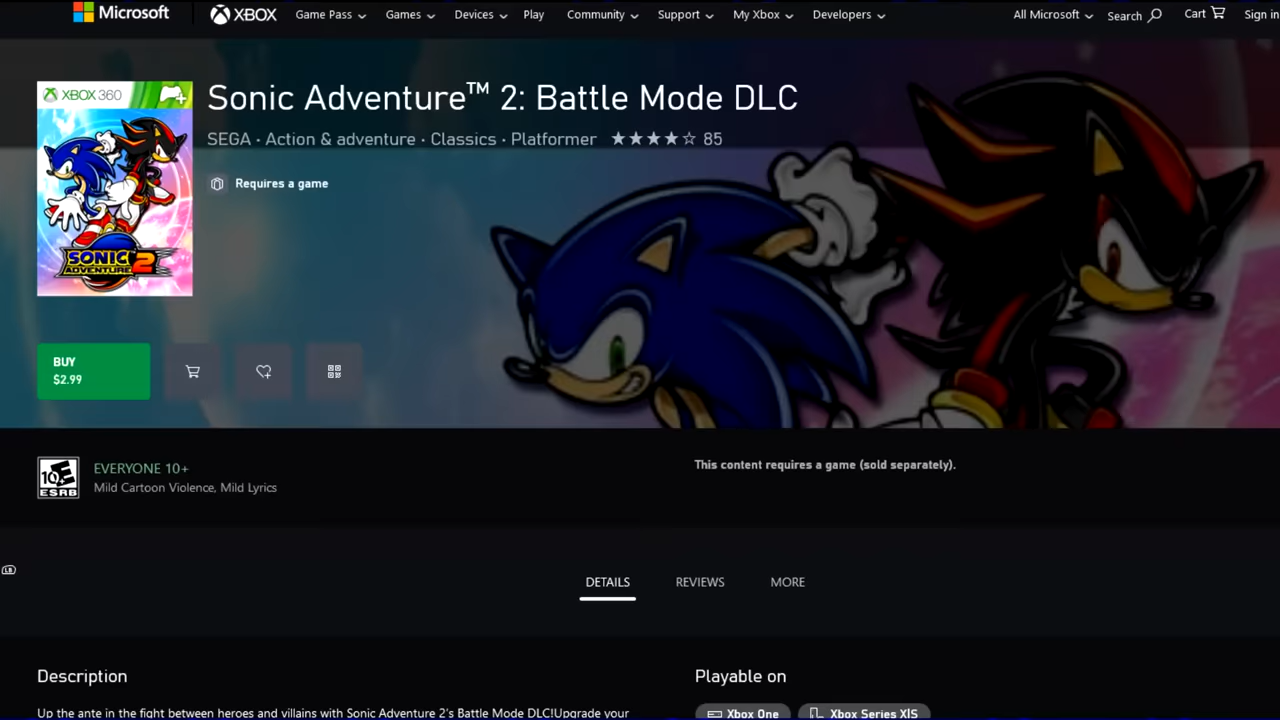 Microsoft XBOX Game Pass Games Devices Play Community Support My Xbox Developers All Microsoft Search Cart Sign in
XBOX 360
Sonic Adventure™ 2: Battle Mode DLC
SEGA · Action & adventure · Classics · Platformer ★★★★☆ 85
Requires a game
SONIC
ADVENTURE 2
BUY
$2.99
10+
E
ESRB
EVERYONE 10+
Mild Cartoon Violence, Mild Lyrics
This content requires a game (sold separately).
LB
DETAILS REVIEWS MORE
Description
Playable on
Up the ante in the fight between heroes and villains with Sonic Adventure 2's Battle Mode DLC!Upgrade your
Xbox One Xbox Series X|S